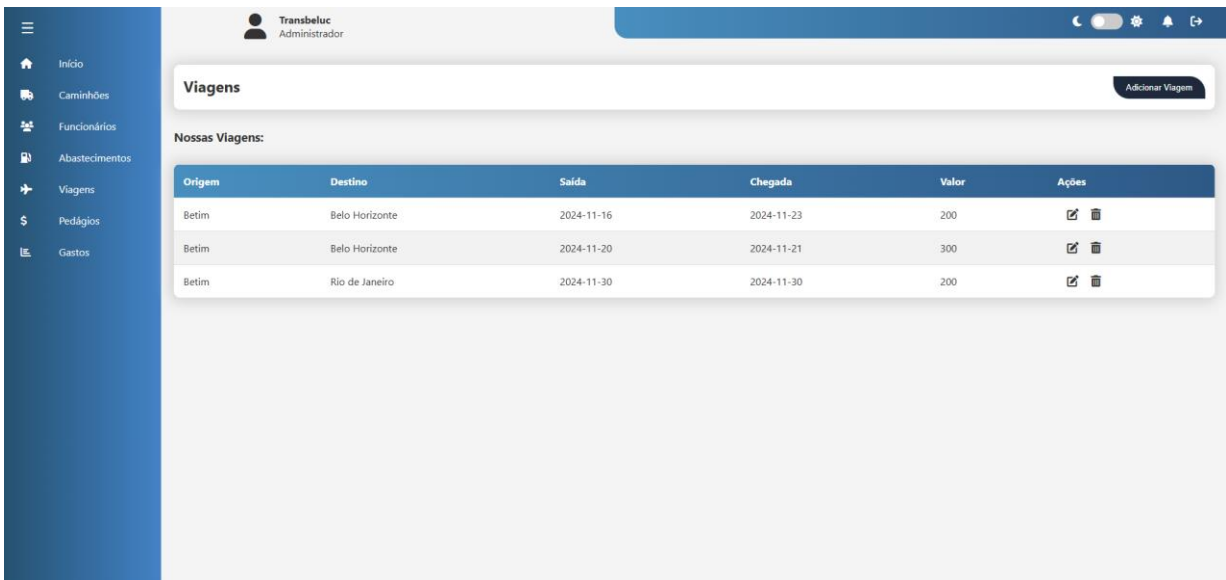 Transbeluc
Administrador
Início
Caminhões
Funcionários
Abastecimentos
Viagens
Pedágios
Gastos
Viagens
Adicionar Viagem
Nossas Viagens:
Origem Destino Saída Chegada Valor Ações
Betim Belo Horizonte 2024-11-16 2024-11-23 200
Betim Belo Horizonte 2024-11-20 2024-11-21 300
Betim Rio de Janeiro 2024-11-30 2024-11-30 200